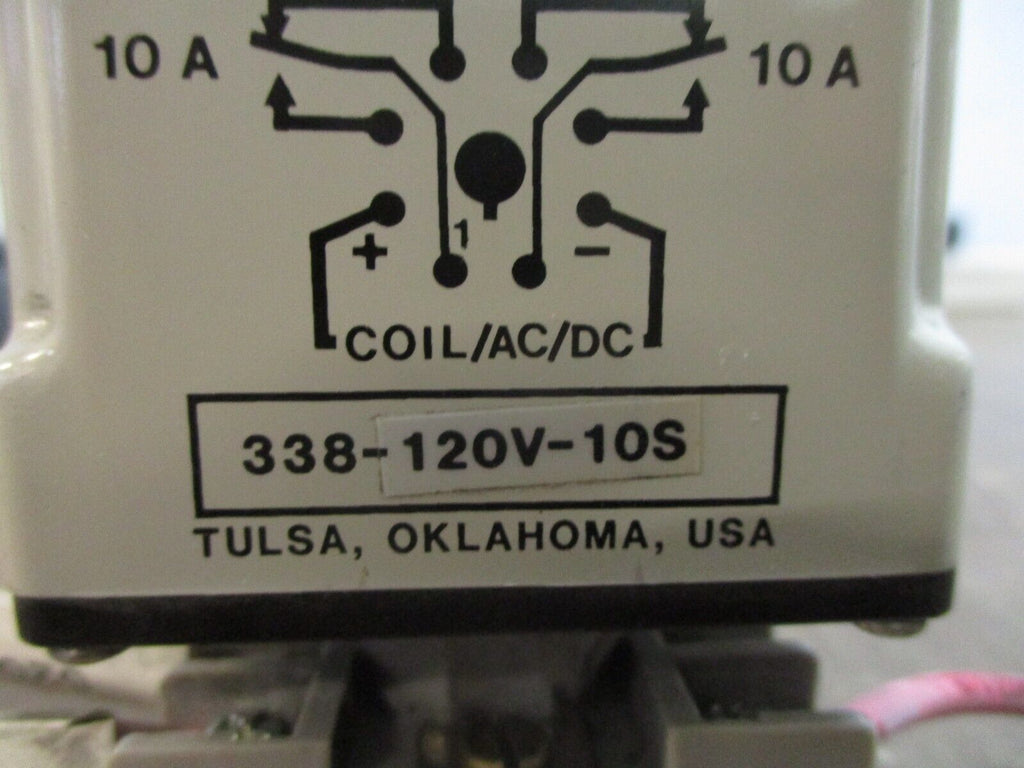 10 A 10 A
1
+ −
COIL/AC/DC
338-120V-10S
TULSA, OKLAHOMA, USA